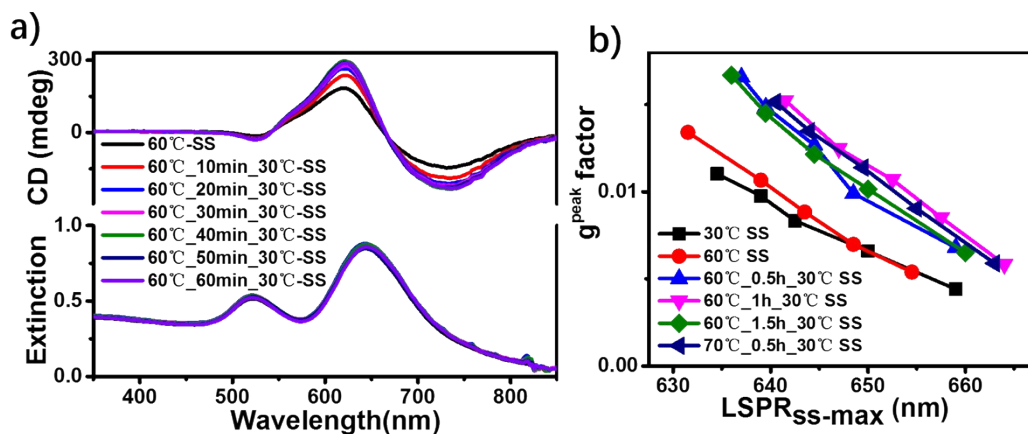 a)
CD (mdeg)
300
0
60℃-SS
60℃_10min_30℃-SS
60℃_20min_30℃-SS
60℃_30min_30℃-SS
60℃_40min_30℃-SS
60℃_50min_30℃-SS
60℃_60min_30℃-SS
Extinction
1.0
0.5
0.0
400 500 600 700 800
Wavelength(nm)
b)
g^peak factor
0.01
0.00
30℃ SS
60℃ SS
60℃_0.5h_30℃ SS
60℃_1h_30℃ SS
60℃_1.5h_30℃ SS
70℃_0.5h_30℃ SS
630 640 650 660
LSPR_SS-max (nm)